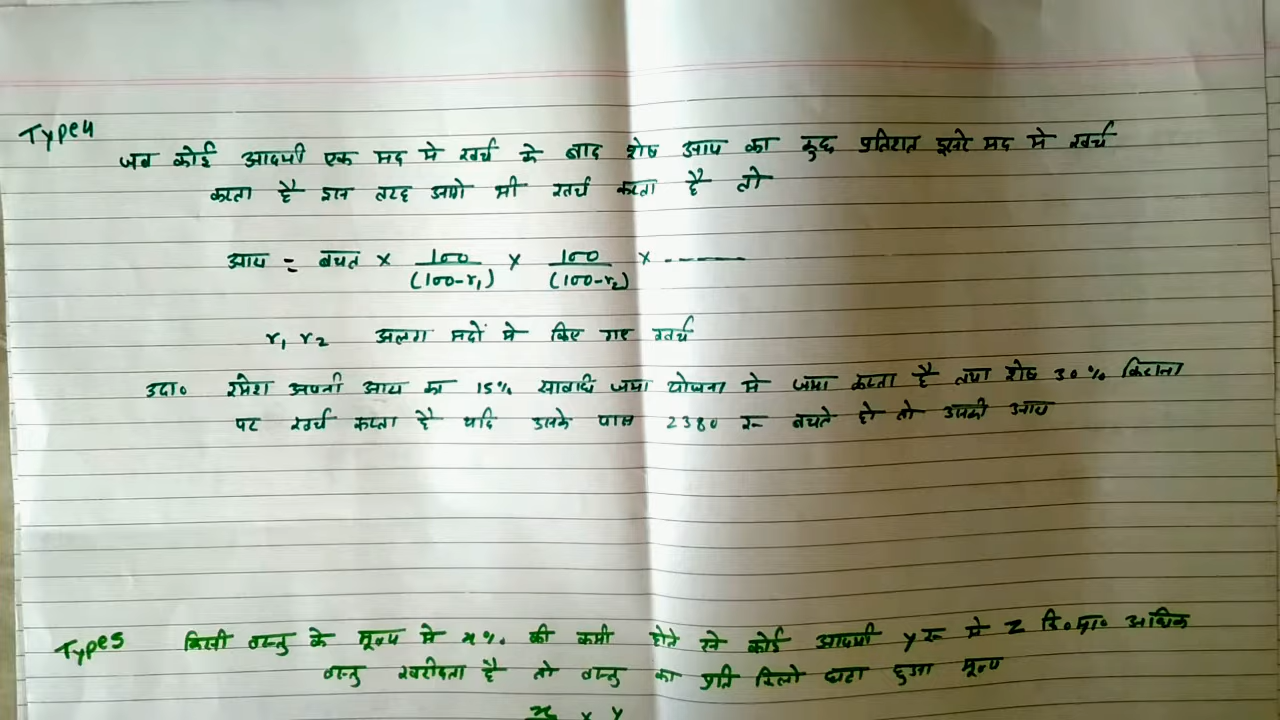 Type4
जब कोई आदमी एक मद मे खर्च के बाद शेष आय का कुछ प्रतिशत दूसरे मद मे खर्च
करता है इस तरह आगे भी खर्च करता है तो
आय = बचत × 100/(100-r₁) × 100/(100-r₂) × -------
r₁ r₂ अलग मदों मे किए गए खर्च
उदा० रमेश अपनी आय का 15% सावधि जमा योजना मे जमा करता है तथा शेष 30% किराना
पर खर्च करता है यदि उसके पास 2380 रू बचते हो तो उसकी आय
Type5 किसी वस्तु के मूल्य मे x% की कमी होने से कोई आदमी y रू मे z कि०ग्रा० अधिक
वस्तु खरीदता है तो वस्तु का प्रति किलो घटा हुआ मूल्य
x × y